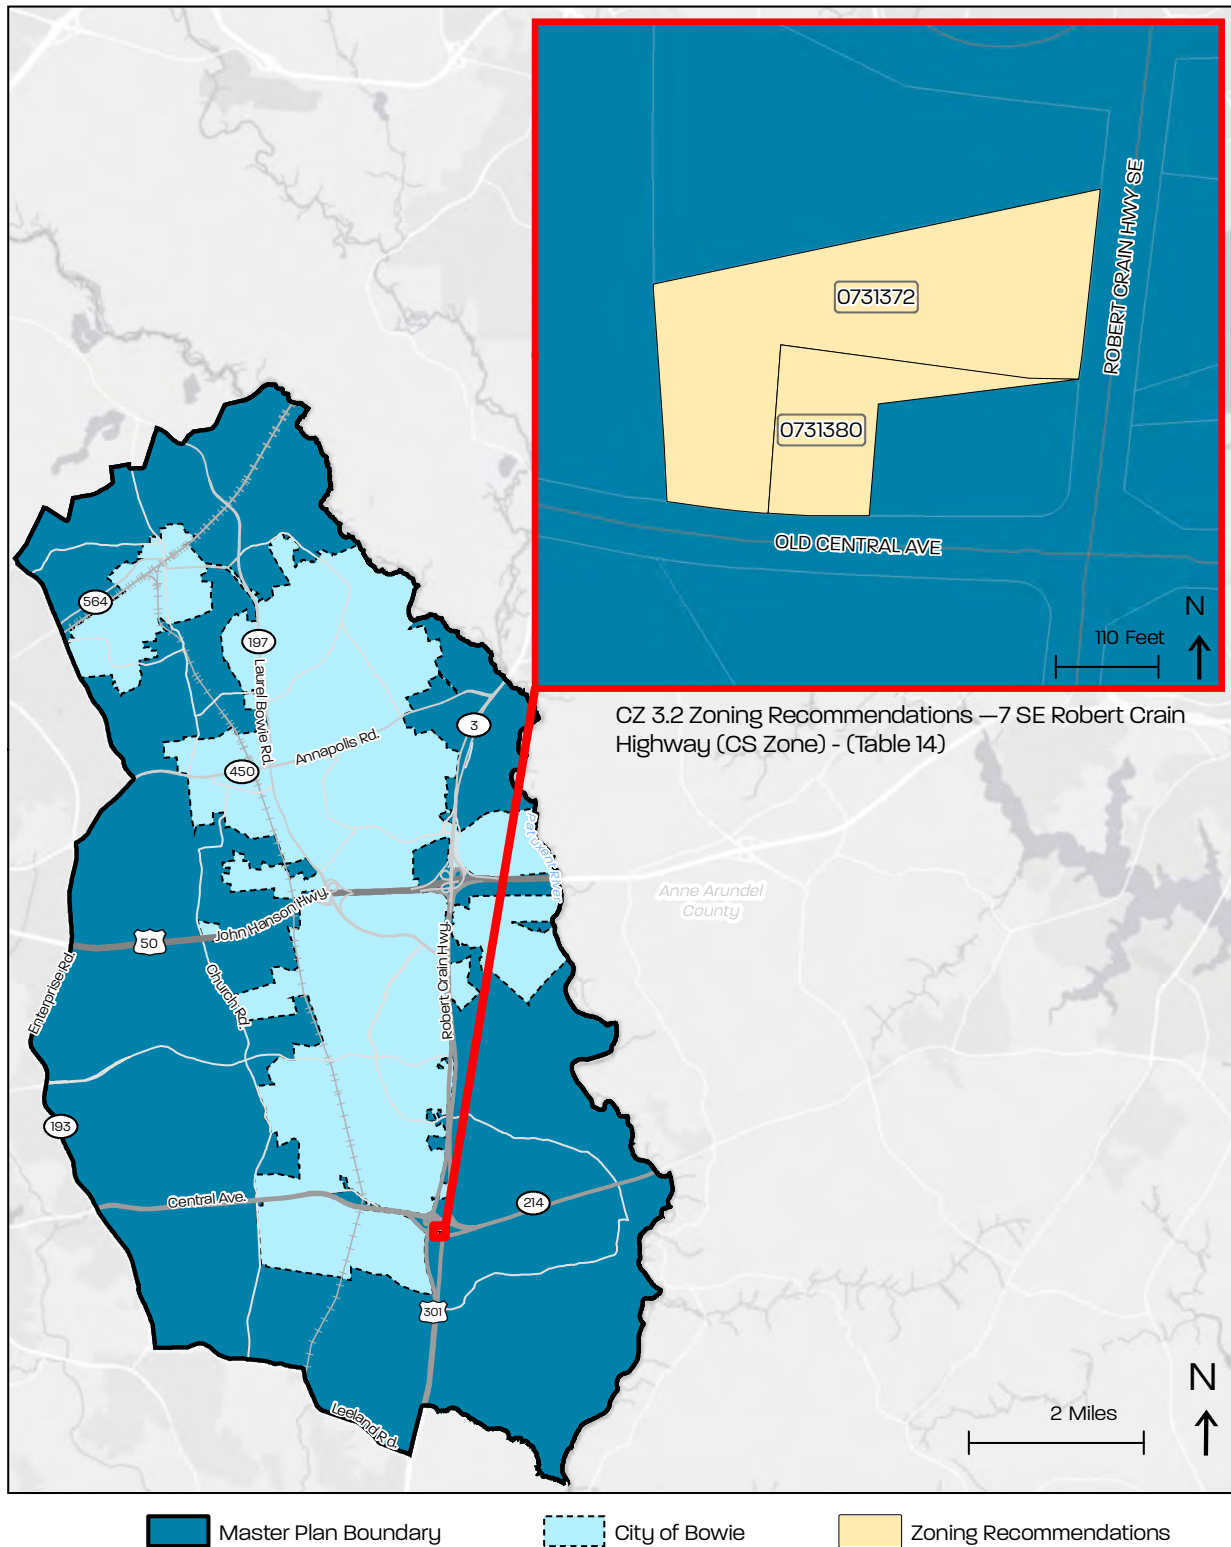 0731372
0731380
ROBERT CRAIN HWY SE
OLD CENTRAL AVE
N
110 Feet
CZ 3.2 Zoning Recommendations —7 SE Robert Crain
Highway (CS Zone) - (Table 14)
564
197
Laurel Bowie Rd.
3
Annapolis Rd.
450
Patuxent River
Anne Arundel
County
John Hanson Hwy.
50
Enterprise Rd.
Church Rd.
Robert Crain Hwy.
193
Central Ave.
214
301
Leeland Rd.
N
2 Miles
Master Plan Boundary
City of Bowie
Zoning Recommendations